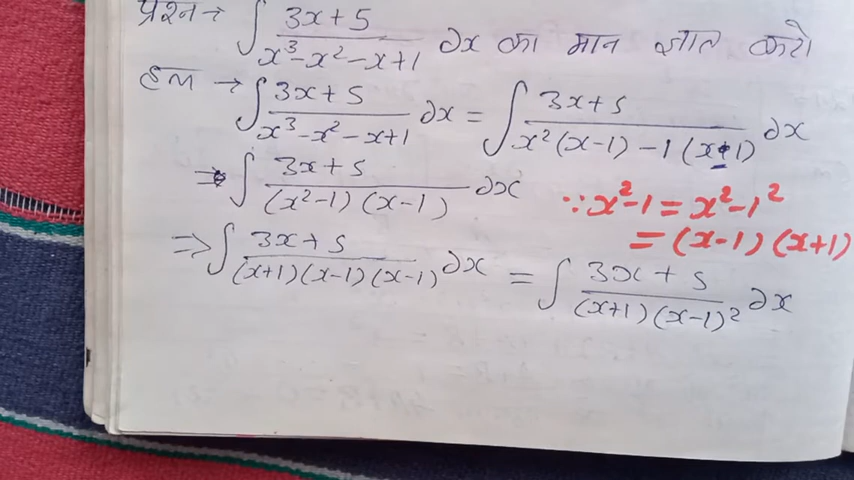 प्रश्न→ ∫ (3x+5)/(x³-x²-x+1) ∂x का मान ज्ञात करो
हल → ∫ (3x+5)/(x³-x²-x+1) ∂x = ∫ (3x+5)/(x²(x-1)-1(x-1)) ∂x
⇒ ∫ (3x+5)/((x²-1)(x-1)) ∂x ∵x²-1 = x²-1²
= (x-1)(x+1)
⇒ ∫ (3x+5)/((x+1)(x-1)(x-1)) ∂x = ∫ (3x+5)/((x+1)(x-1)²) ∂x